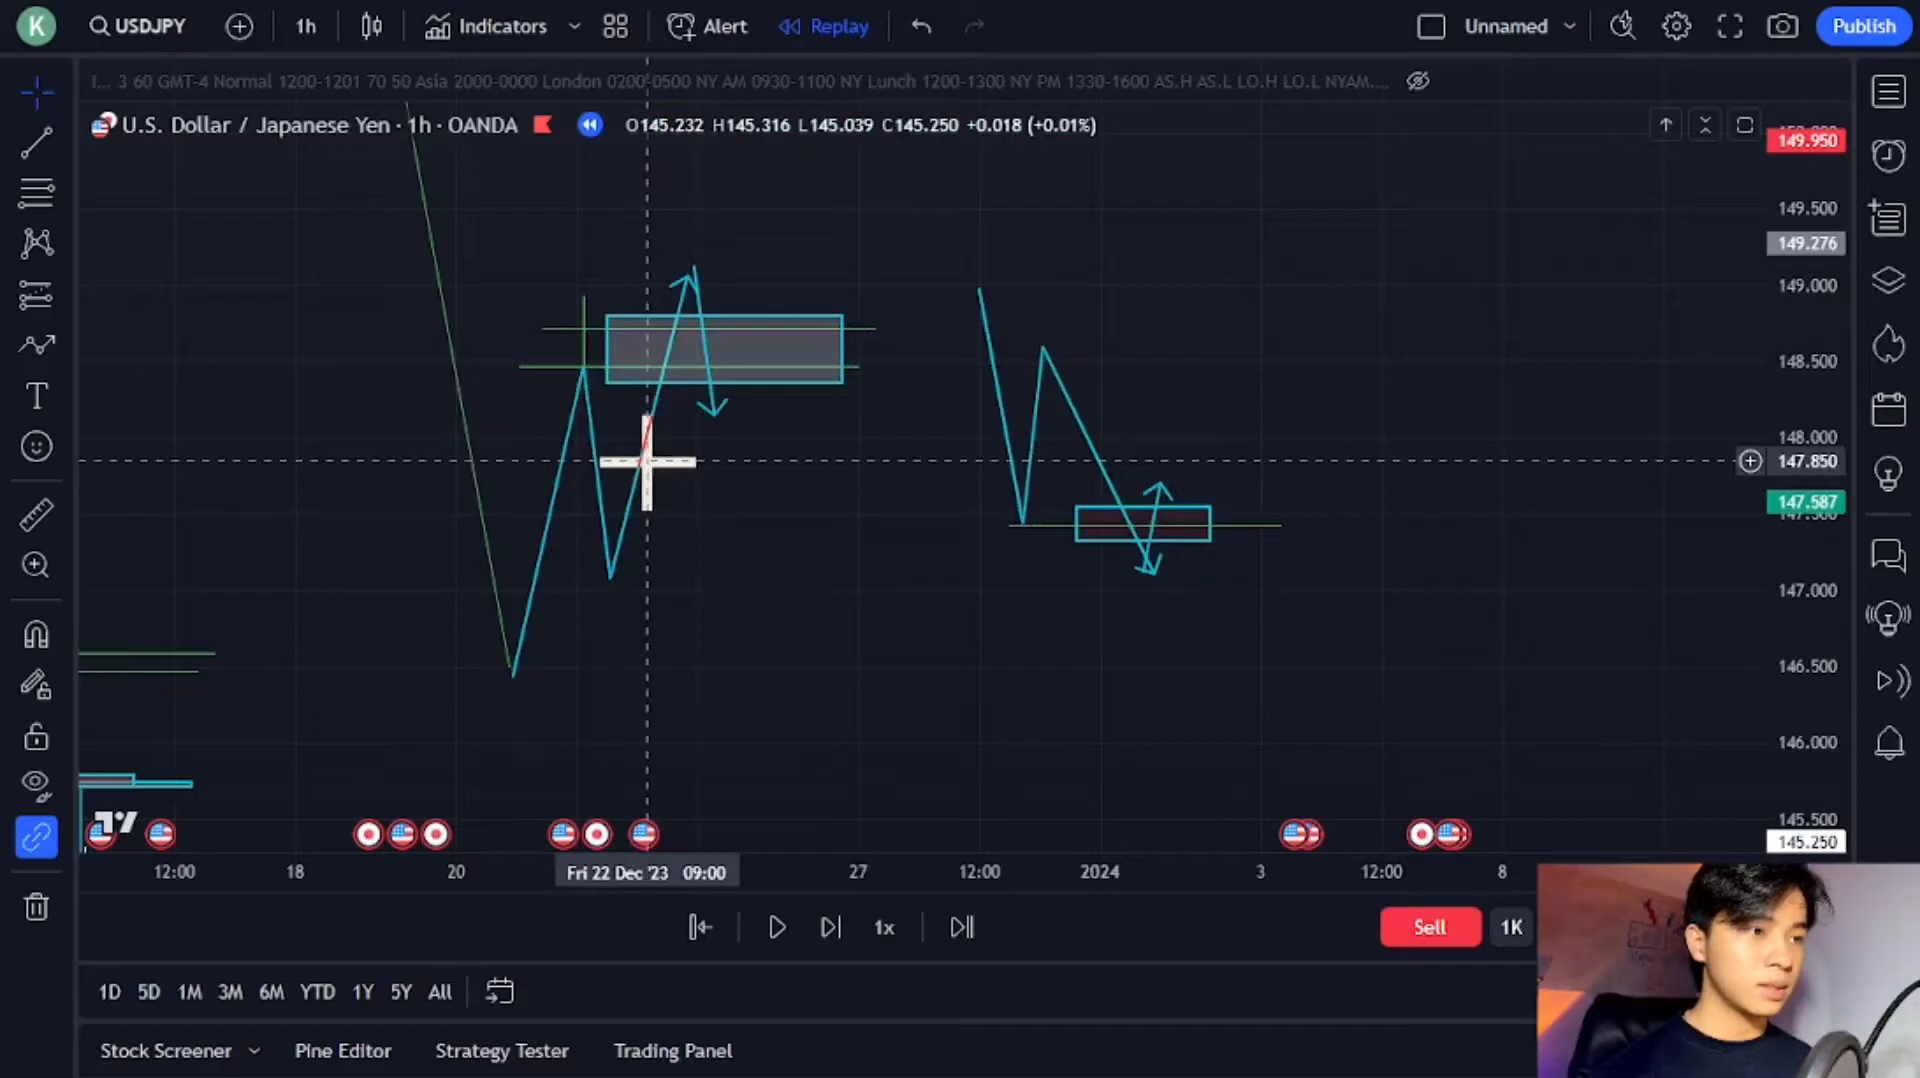 K USDJPY 1h Indicators Alert Replay Unnamed Publish
I... 3 60 GMT-4 Normal 1200-1201 70 50 Asia 2000-0000 London 0200-0500 NY AM 0930-1100 NY Lunch 1200-1300 NY PM 1330-1600 AS.H AS.L LO.H LO.L NYAM....
U.S. Dollar / Japanese Yen · 1h · OANDA O145.232 H145.316 L145.039 C145.250 +0.018 (+0.01%)
149.950
149.500
149.276
149.000
148.500
148.000
147.850
147.587
147.000
146.500
146.000
145.500
145.250
12:00 18 20 Fri 22 Dec '23 09:00 27 12:00 2024 3 12:00 8
1x Sell 1K
1D 5D 1M 3M 6M YTD 1Y 5Y All
Stock Screener Pine Editor Strategy Tester Trading Panel